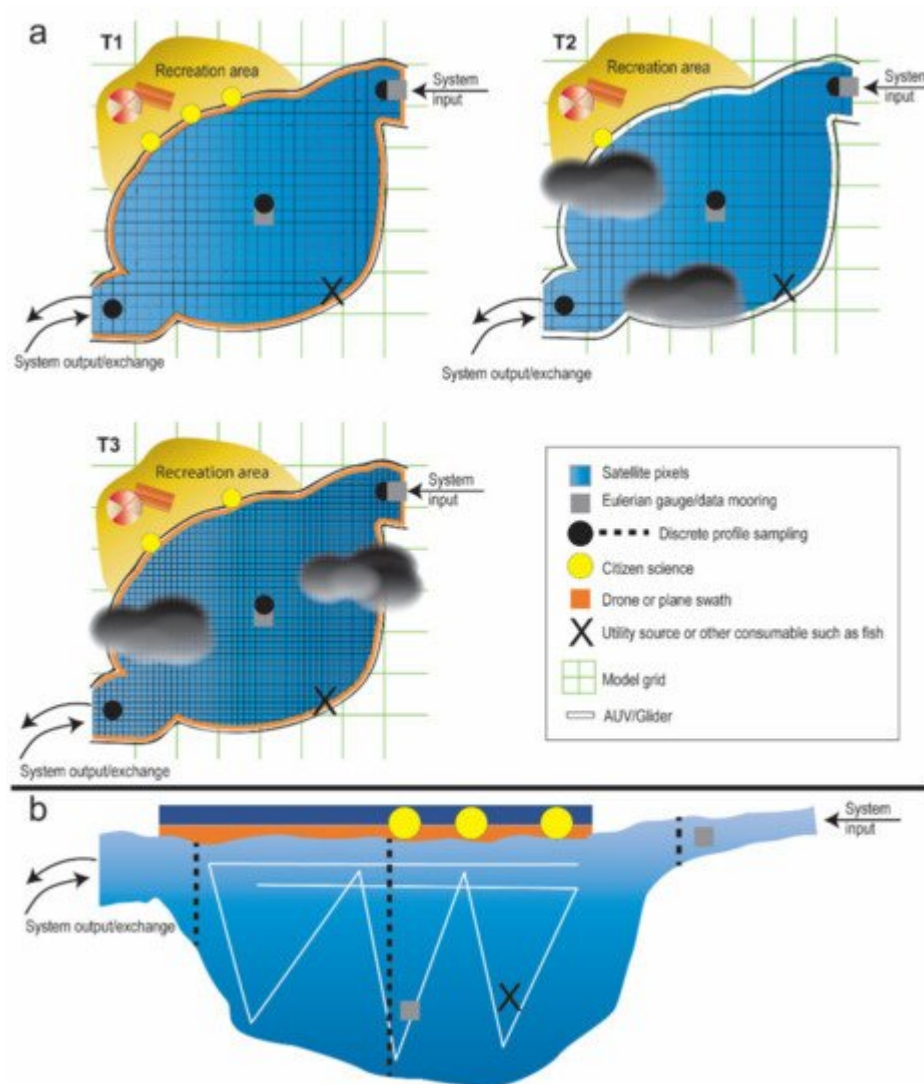 a
T1
Recreation area
System
input
System output/exchange
T2
Recreation area
System
input
System output/exchange
T3
Recreation area
System
input
System output/exchange
Satellite pixels
Eulerian gauge/data mooring
Discrete profile sampling
Citizen science
Drone or plane swath
X
Utility source or other consumable such as fish
Model grid
AUV/Glider
b
System
input
System output/exchange